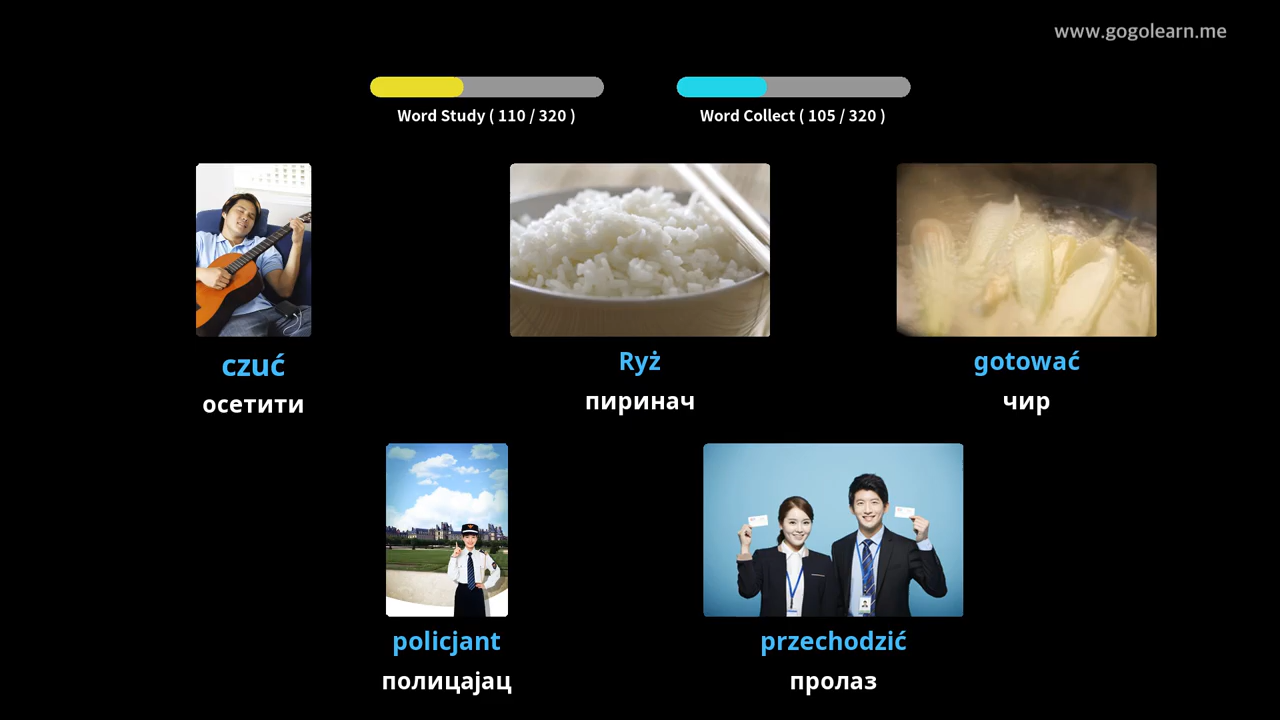 www.gogolearn.me
Word Study ( 110 / 320 )
Word Collect ( 105 / 320 )
czuć
осетити
Ryż
пиринач
gotować
чир
policjant
полицајац
przechodzić
пролаз